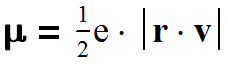 𝛍 = ½e · |𝐫 · 𝐯|